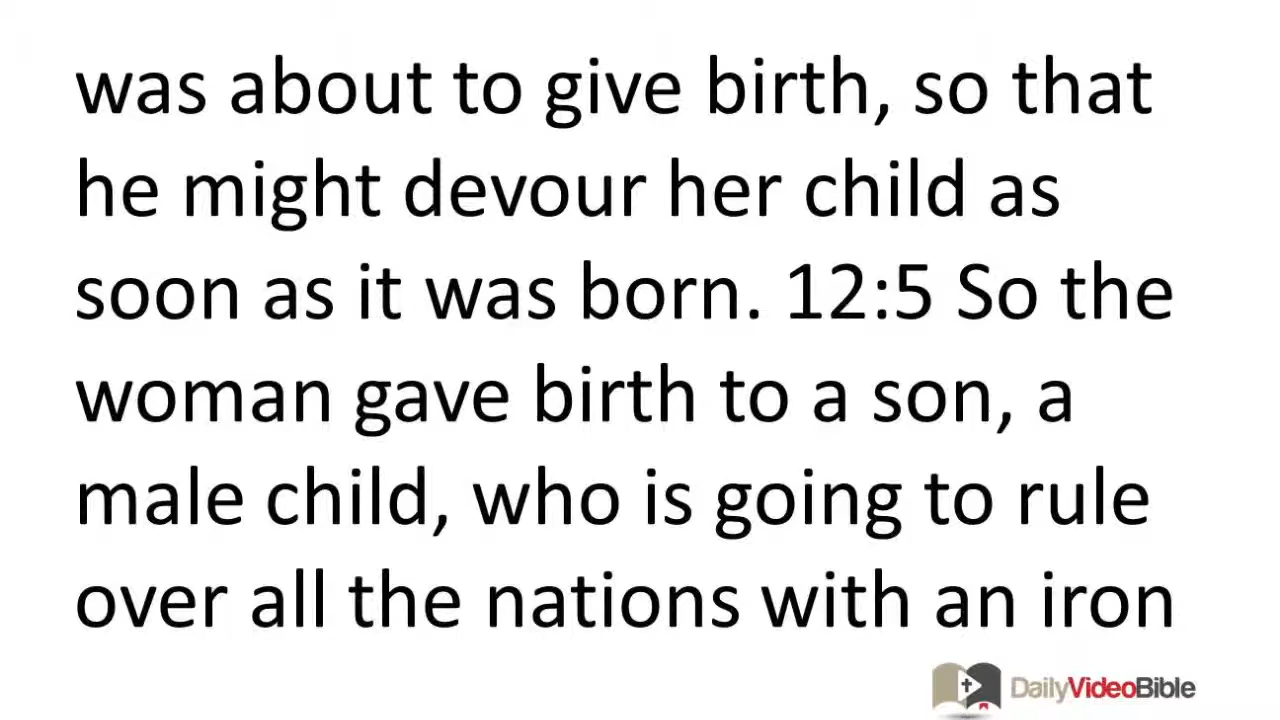 was about to give birth, so that
he might devour her child as
soon as it was born. 12:5 So the
woman gave birth to a son, a
male child, who is going to rule
over all the nations with an iron
DailyVideoBible